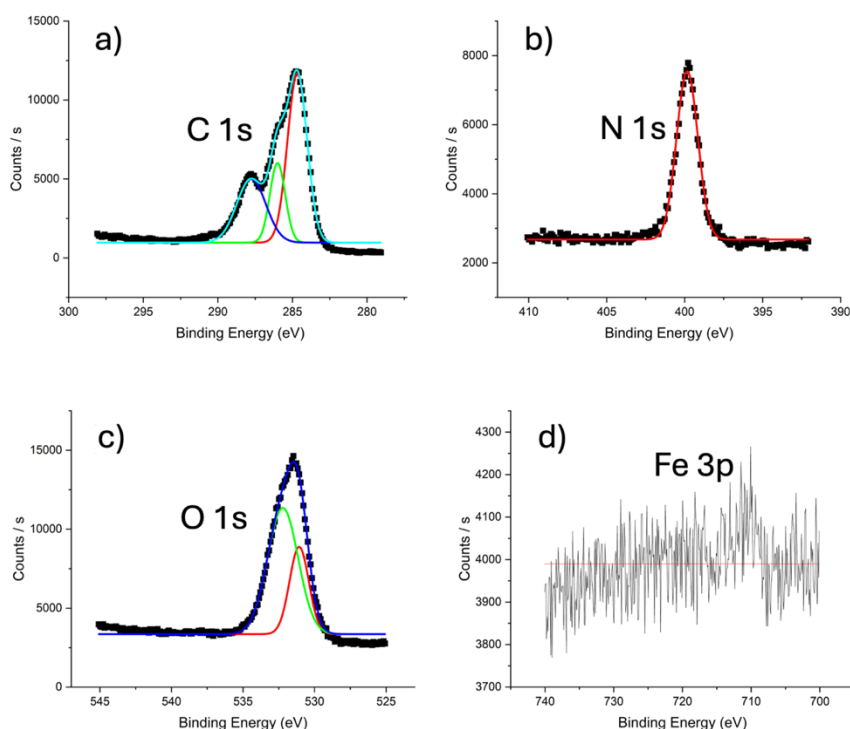 a)
C 1s
15000
10000
5000
0
Counts / s
300 295 290 285 280
Binding Energy (eV)
b)
N 1s
8000
6000
4000
2000
Counts / s
410 405 400 395 390
Binding Energy (eV)
c)
O 1s
15000
10000
5000
0
Counts / s
545 540 535 530 525
Binding Energy (eV)
d)
Fe 3p
4300
4200
4100
4000
3900
3800
3700
Counts / s
740 730 720 710 700
Binding Energy (eV)